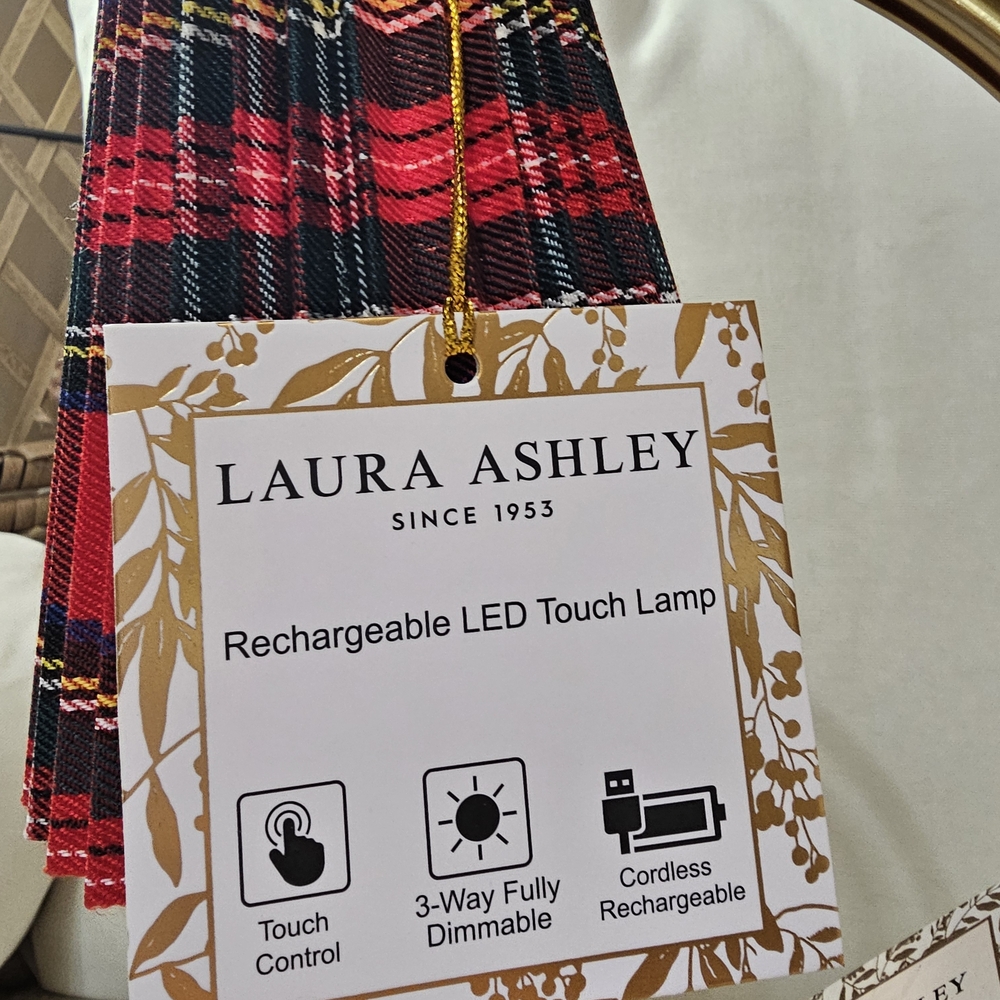 LAURA ASHLEY
SINCE 1953
Rechargeable LED Touch Lamp
Touch
Control
3-Way Fully
Dimmable
Cordless
Rechargeable